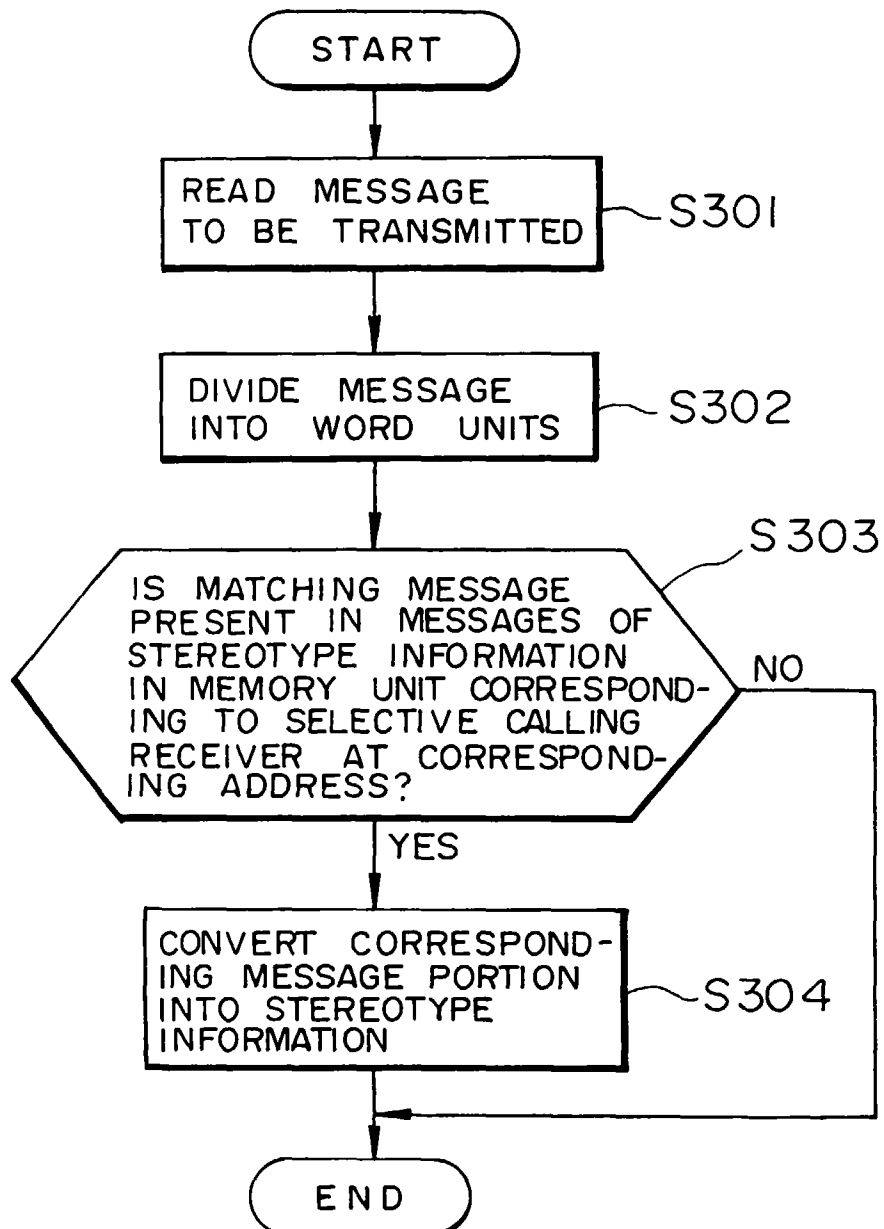 START
READ MESSAGE
TO BE TRANSMITTED
S301
DIVIDE MESSAGE
INTO WORD UNITS
S302
S303
IS MATCHING MESSAGE
PRESENT IN MESSAGES OF
STEREOTYPE INFORMATION
IN MEMORY UNIT CORRESPOND-
ING TO SELECTIVE CALLING
RECEIVER AT CORRESPOND-
ING ADDRESS?
NO
YES
CONVERT CORRESPOND-
ING MESSAGE PORTION
INTO STEREOTYPE
INFORMATION
S304
END